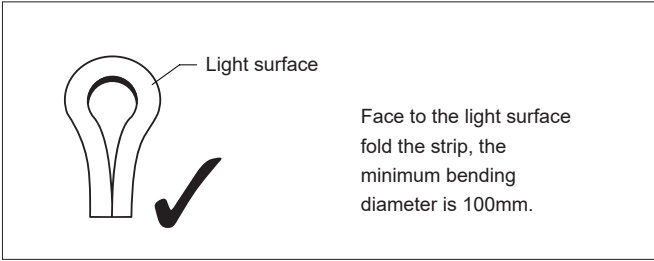 Light surface
Face to the light surface
fold the strip, the
minimum bending
diameter is 100mm.